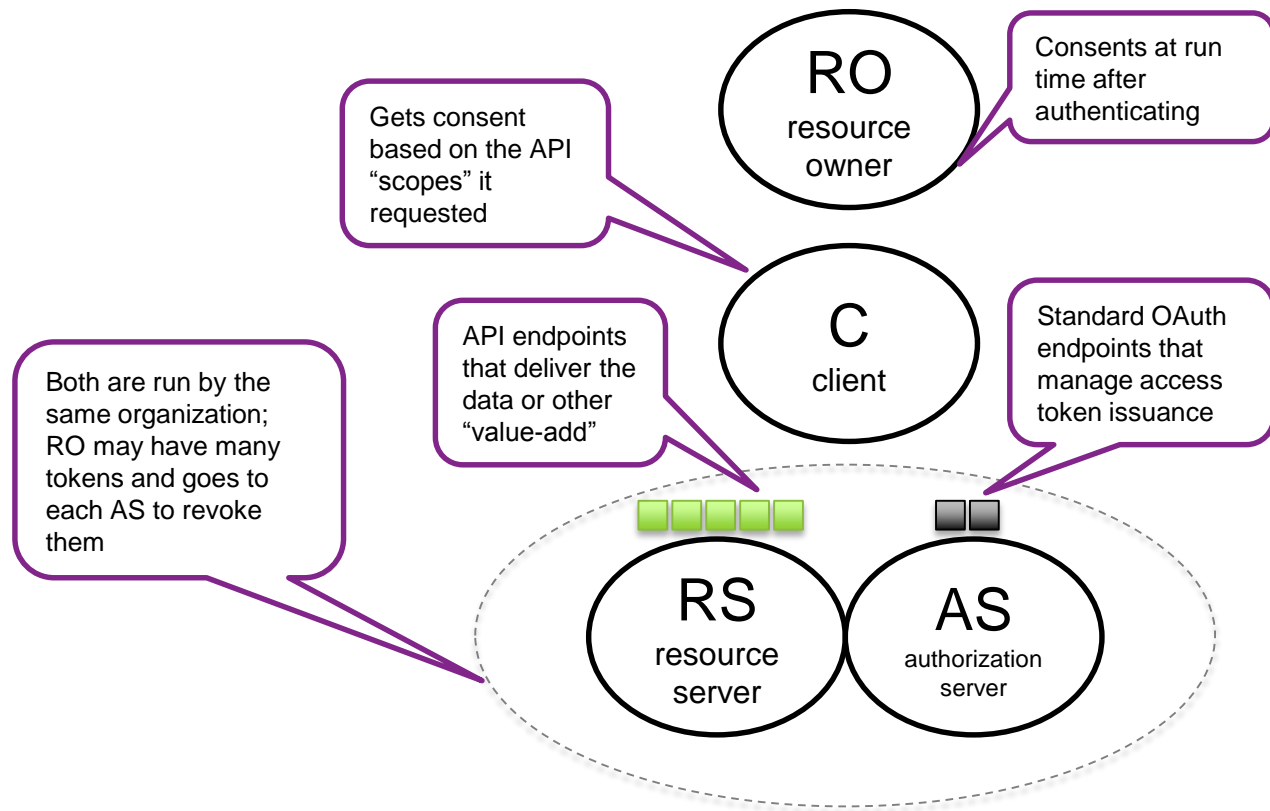 RO
resource
owner
Consents at run
time after
authenticating
Gets consent
based on the API
“scopes” it
requested
C
client
API endpoints
that deliver the
data or other
“value-add”
Standard OAuth
endpoints that
manage access
token issuance
Both are run by the
same organization;
RO may have many
tokens and goes to
each AS to revoke
them
RS
resource
server
AS
authorization
server